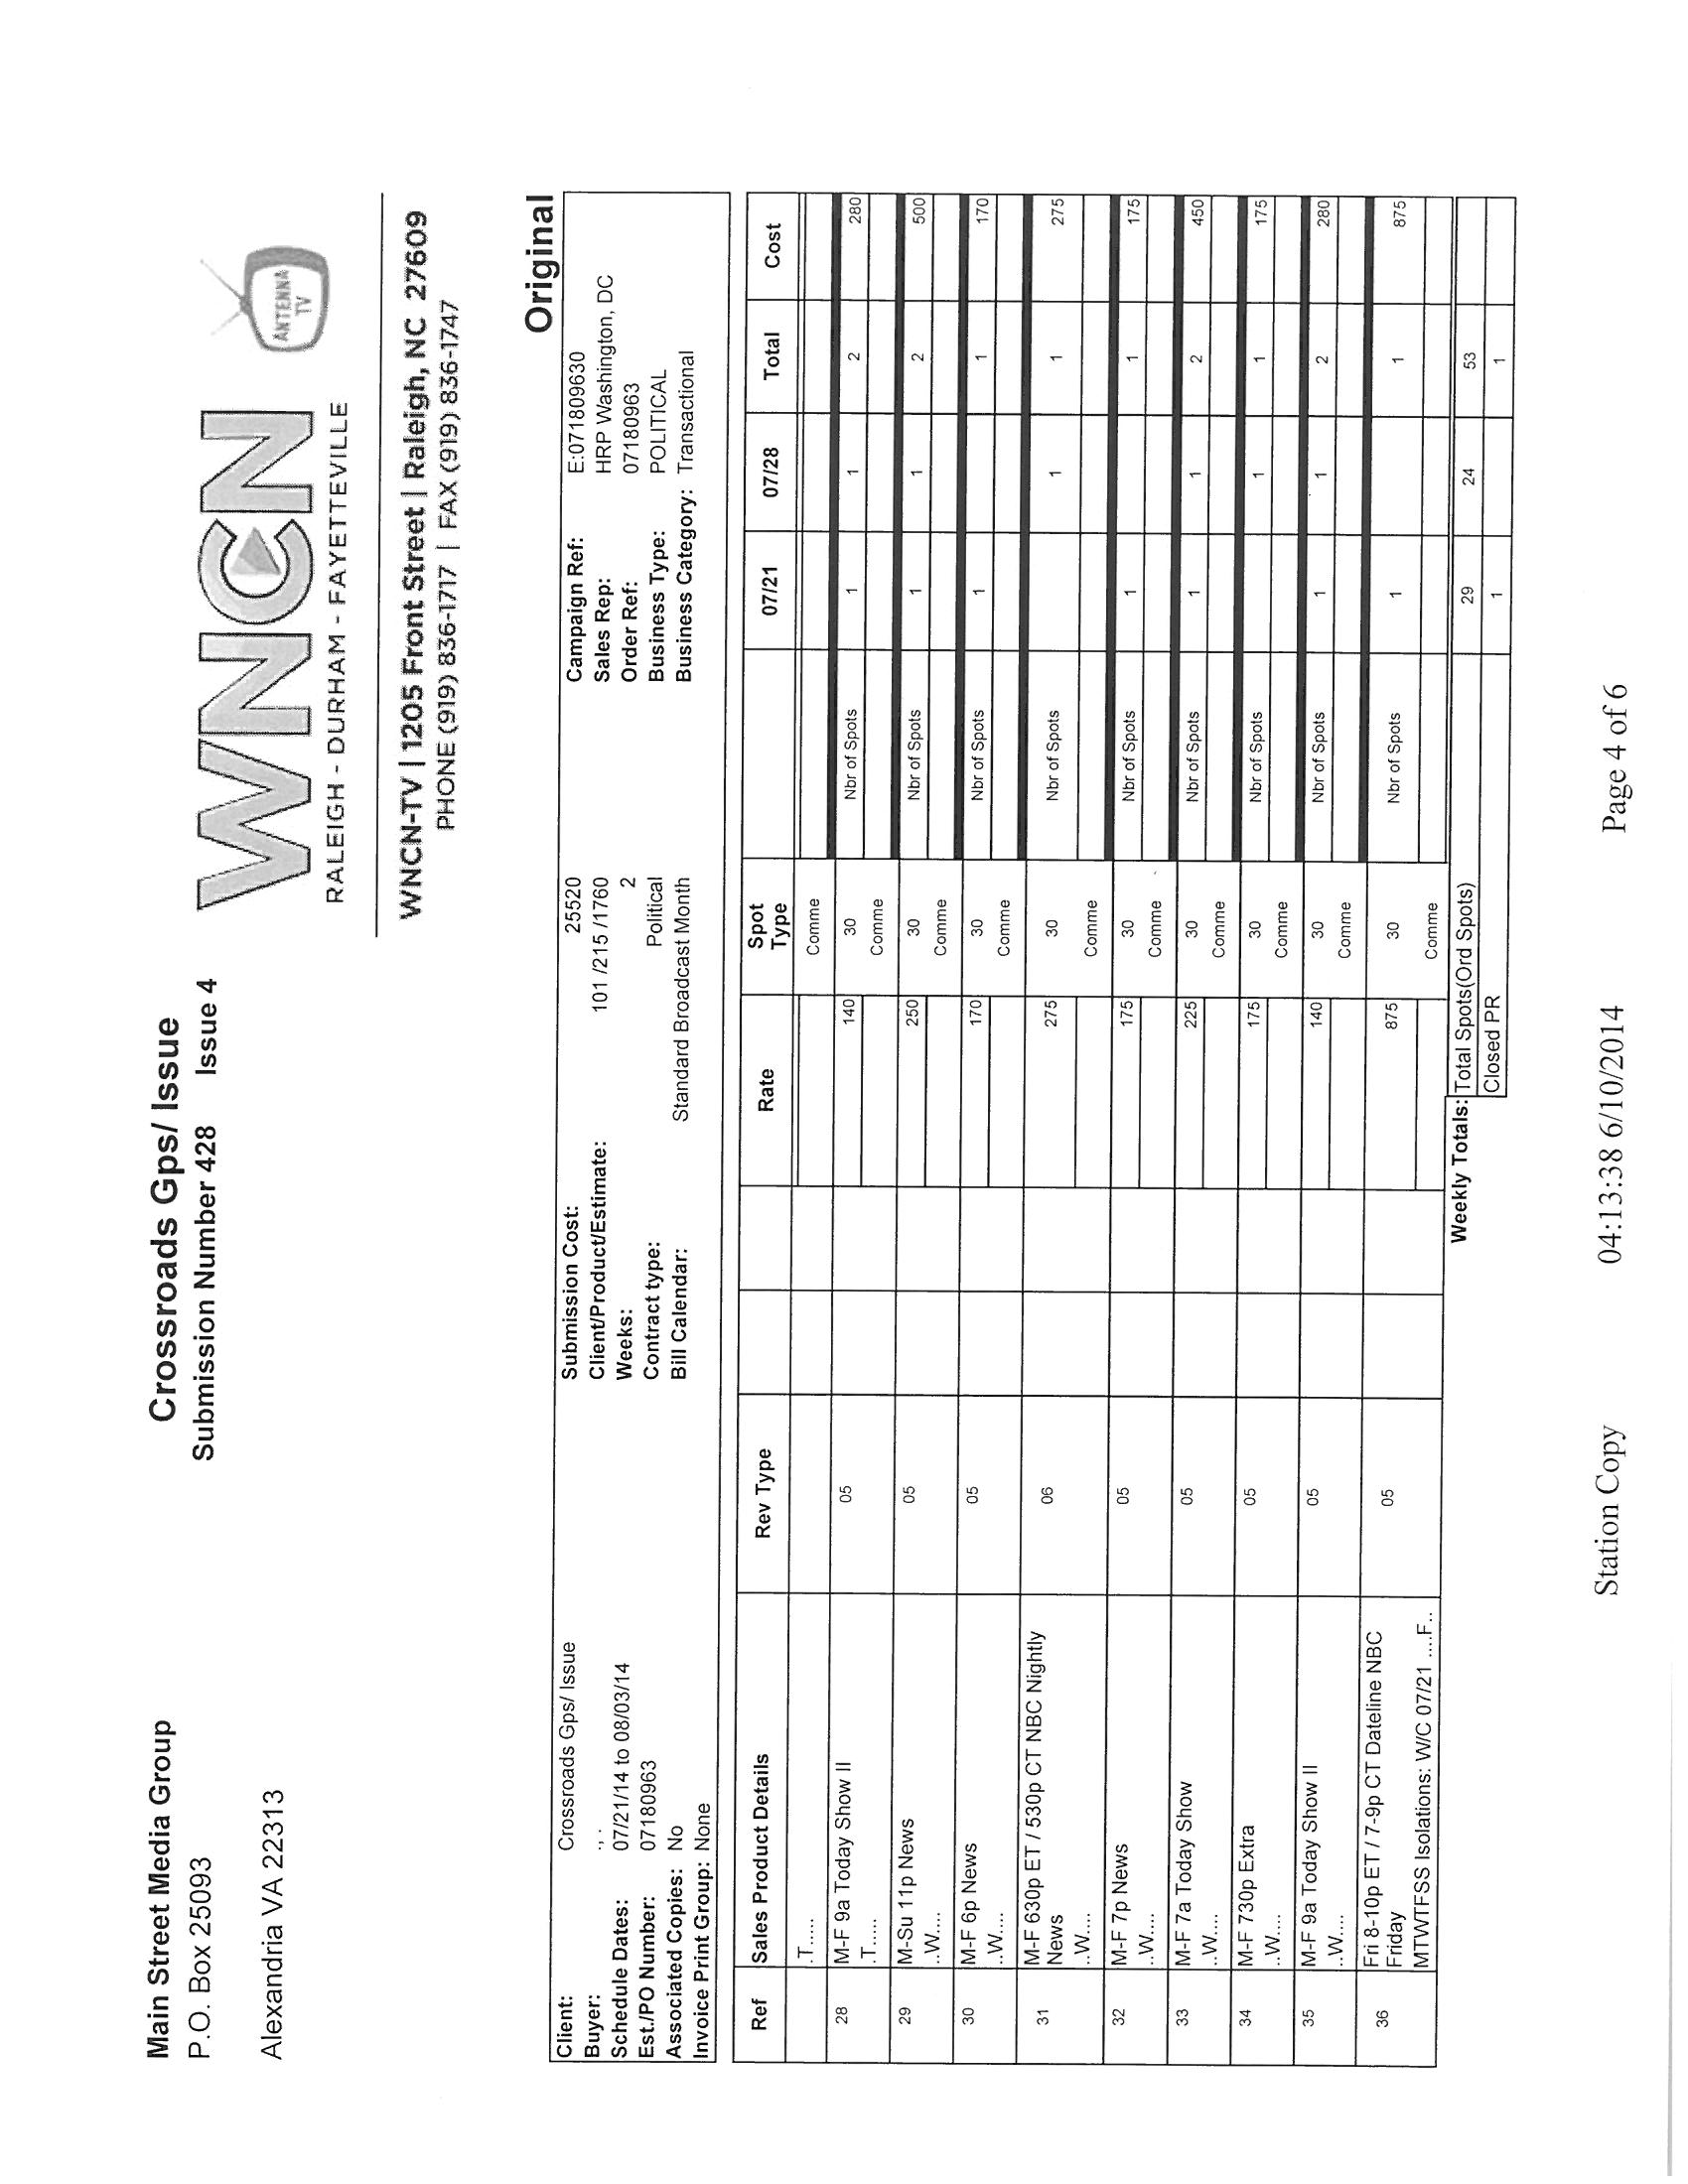 Main Street Media Group
P.O. Box 25093
Alexandria VA 22313
Crossroads Gps/ Issue
Submission Number 428 Issue 4
WNCN
RALEIGH - DURHAM - FAYETTEVILLE
ANTENNA
TV
WNCN-TV | 1205 Front Street | Raleigh, NC 27609
PHONE (919) 836-1717 | FAX (919) 836-1747
Original
Client: Crossroads Gps/ Issue Submission Cost: 25520 Campaign Ref: E:071809630
Buyer: ., . Client/Product/Estimate: 101 /215 /1760 Sales Rep: HRP Washington, DC
Schedule Dates: 07/21/14 to 08/03/14 Weeks: 2 Order Ref: 07180963
Est./PO Number: 07180963 Contract type: Political Business Type: POLITICAL
Associated Copies: No Bill Calendar: Standard Broadcast Month Business Category: Transactional
Invoice Print Group: None
Ref Sales Product Details Rev Type Rate Spot Type 07/21 07/28 Total Cost
.T..... Comme
28 M-F 9a Today Show II 05 140 30 Nbr of Spots 1 1 2 280
.T..... Comme
29 M-Su 11p News 05 250 30 Nbr of Spots 1 1 2 500
..W.... Comme
30 M-F 6p News 05 170 30 Nbr of Spots 1 1 170
..W.... Comme
31 M-F 630p ET / 530p CT NBC Nightly 06 275 30 Nbr of Spots 1 1 275
News
..W.... Comme
32 M-F 7p News 05 175 30 Nbr of Spots 1 1 175
..W.... Comme
33 M-F 7a Today Show 05 225 30 Nbr of Spots 1 1 2 450
..W.... Comme
34 M-F 730p Extra 05 175 30 Nbr of Spots 1 1 175
..W.... Comme
35 M-F 9a Today Show II 05 140 30 Nbr of Spots 1 1 2 280
..W.... Comme
36 Fri 8-10p ET / 7-9p CT Dateline NBC 05 875 30 Nbr of Spots 1 1 875
Friday
MTWTFSS Isolations: W/C 07/21 ....F.. Comme
Weekly Totals: Total Spots(Ord Spots) 29 24 53
Closed PR 1 1
Station Copy 04:13:38 6/10/2014 Page 4 of 6